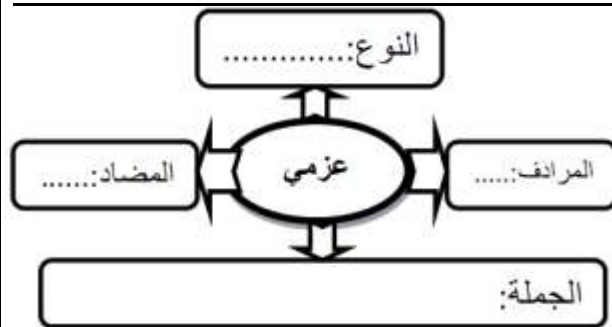 النوع:..............
المرادف:.....
عزمي
المضاد:......
الجملة: